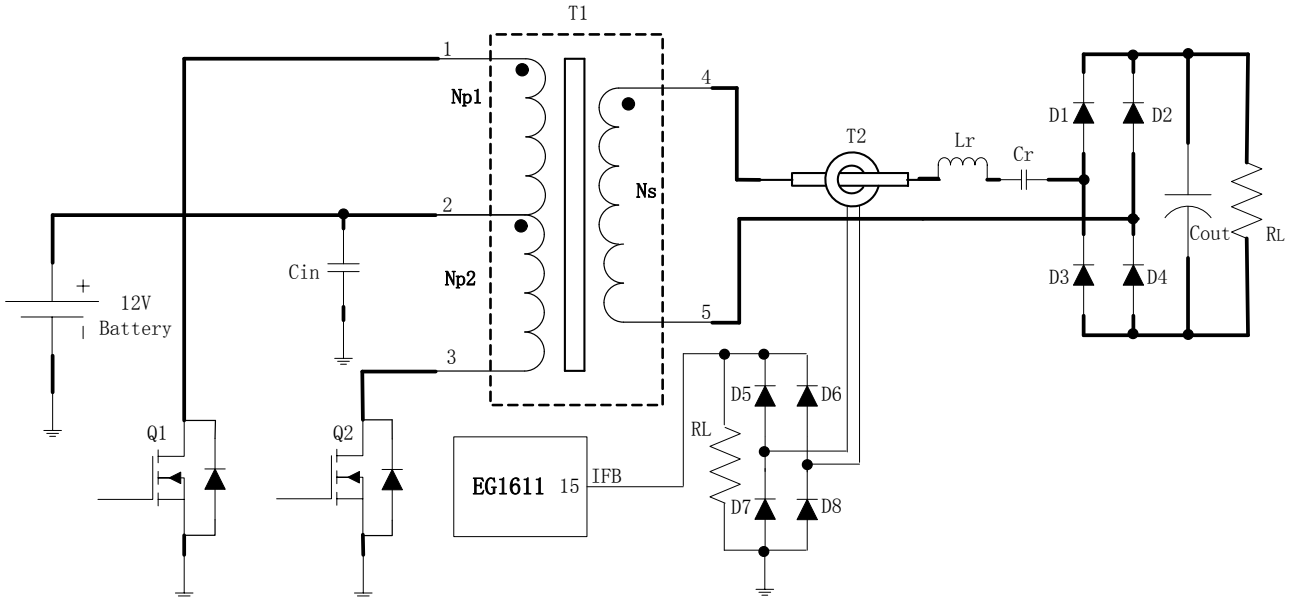 T1
1
Np1
4
D1
D2
T2
Lr
Cr
Ns
2
Cin
Np2
Cout
RL
D3
D4
+
12V
Battery
-
5
3
D5
D6
Q1
Q2
RL
EG1611
15
IFB
D7
D8